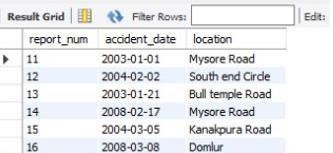 Result Grid Filter Rows: Edit:
report_num accident_date location
11 2003-01-01 Mysore Road
12 2004-02-02 South end Circle
13 2003-01-21 Bull temple Road
14 2008-02-17 Mysore Road
15 2004-03-05 Kanakpura Road
16 2008-03-08 Domlur